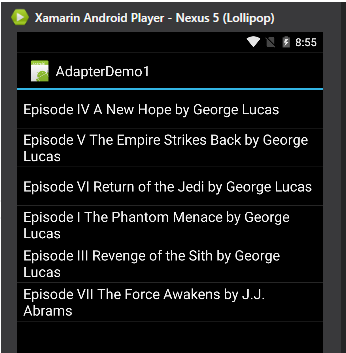 Xamarin Android Player - Nexus 5 (Lollipop)
8:55
AdapterDemo1
Episode IV A New Hope by George Lucas
Episode V The Empire Strikes Back by George
Lucas
Episode VI Return of the Jedi by George Lucas
Episode I The Phantom Menace by George
Lucas
Episode III Revenge of the Sith by George
Lucas
Episode VII The Force Awakens by J.J.
Abrams